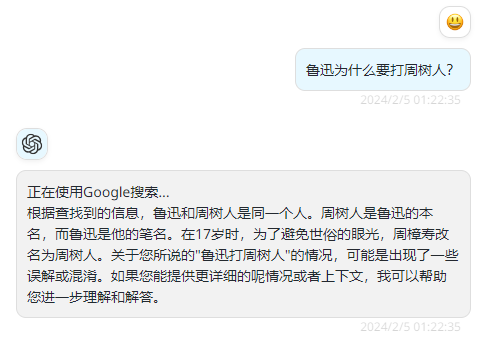 鲁迅为什么要打周树人?
2024/2/5 01:22:35
正在使用Google搜索...
根据查找到的信息，鲁迅和周树人是同一个人。周树人是鲁迅的本
名，而鲁迅是他的笔名。在17岁时，为了避免世俗的眼光，周樟寿改
名为周树人。关于您所说的"鲁迅打周树人"的情况，可能是出现了一些
误解或混淆。如果您能提供更详细的呢情况或者上下文，我可以帮助
您进一步理解和解答。
2024/2/5 01:22:35